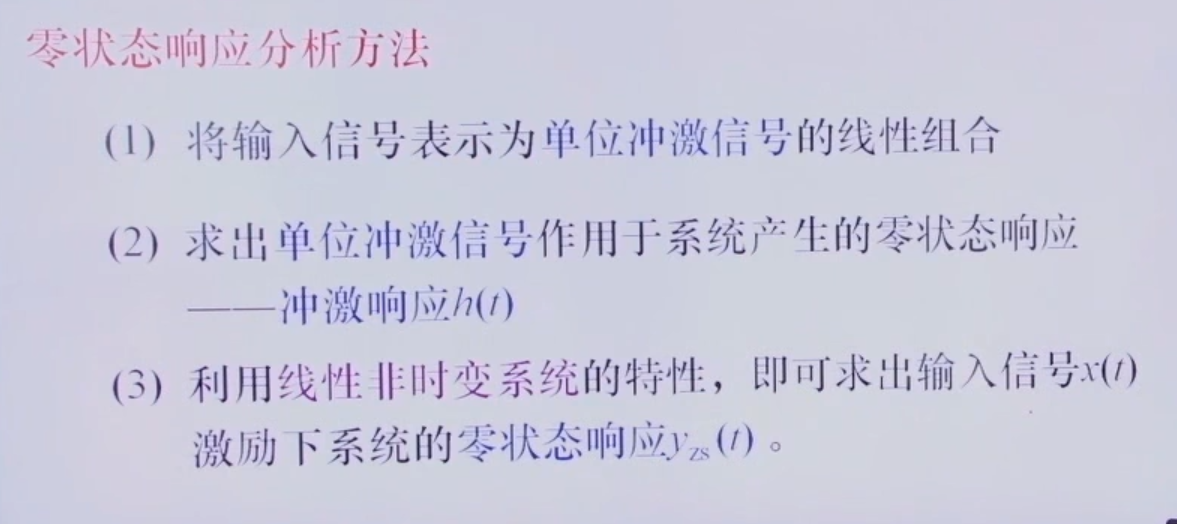 零状态响应分析方法
(1) 将输入信号表示为单位冲激信号的线性组合
(2) 求出单位冲激信号作用于系统产生的零状态响应
——冲激响应h(t)
(3) 利用线性非时变系统的特性，即可求出输入信号x(t)
激励下系统的零状态响应yzs(t)。